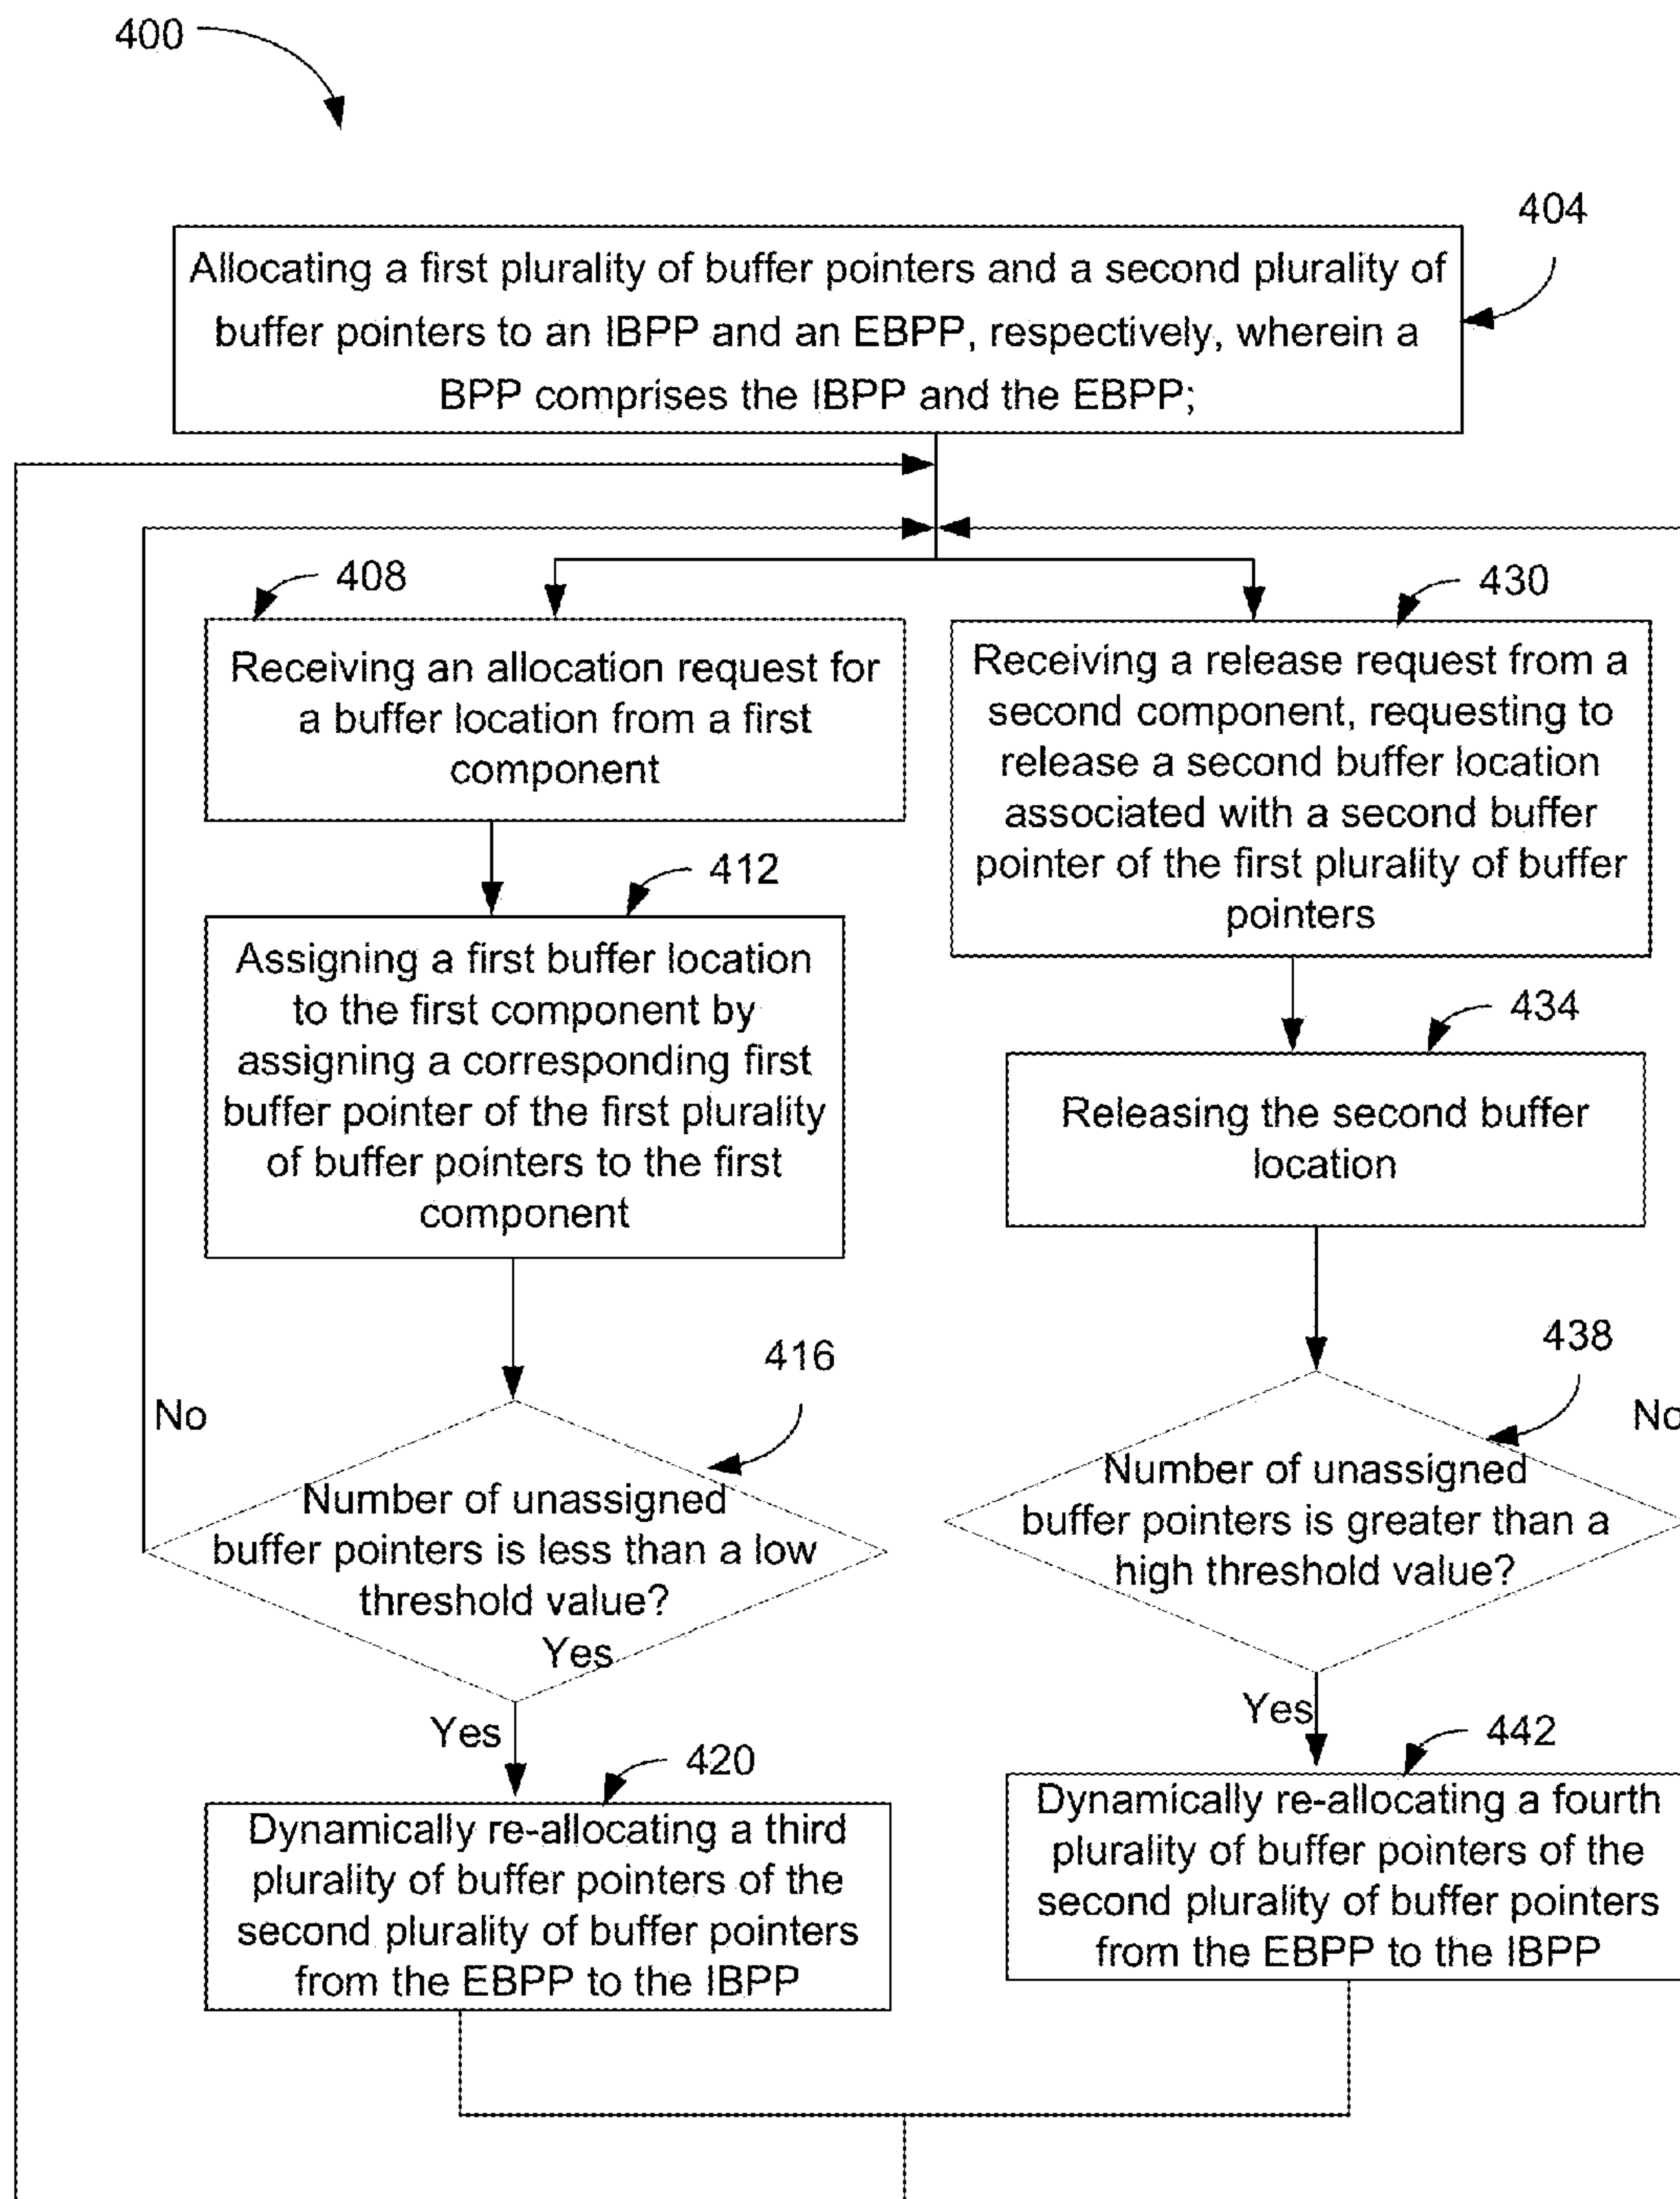 400
404
Allocating a first plurality of buffer pointers and a second plurality of
buffer pointers to an IBPP and an EBPP, respectively, wherein a
BPP comprises the IBPP and the EBPP;
408
Receiving an allocation request for
a buffer location from a first
component
412
Assigning a first buffer location
to the first component by
assigning a corresponding first
buffer pointer of the first plurality
of buffer pointers to the first
component
416
No
Number of unassigned
buffer pointers is less than a low
threshold value?
Yes
Yes
420
Dynamically re-allocating a third
plurality of buffer pointers of the
second plurality of buffer pointers
from the EBPP to the IBPP
430
Receiving a release request from a
second component, requesting to
release a second buffer location
associated with a second buffer
pointer of the first plurality of buffer
pointers
434
Releasing the second buffer
location
438
No
Number of unassigned
buffer pointers is greater than a
high threshold value?
Yes
442
Dynamically re-allocating a fourth
plurality of buffer pointers of the
second plurality of buffer pointers
from the EBPP to the IBPP